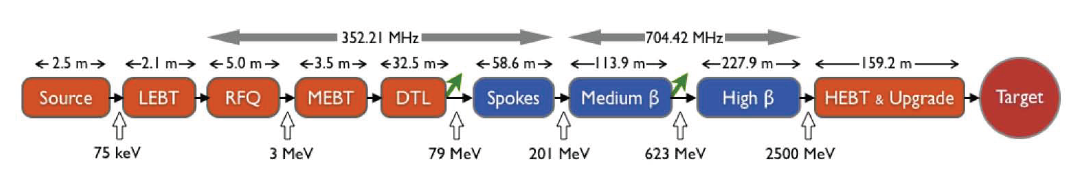 352.21 MHz 704.42 MHz
2.5 m 2.1 m 5.0 m 3.5 m 32.5 m 58.6 m 113.9 m 227.9 m 159.2 m
Source LEBT RFQ MEBT DTL Spokes Medium β High β HEBT & Upgrade Target
75 keV 3 MeV 79 MeV 201 MeV 623 MeV 2500 MeV